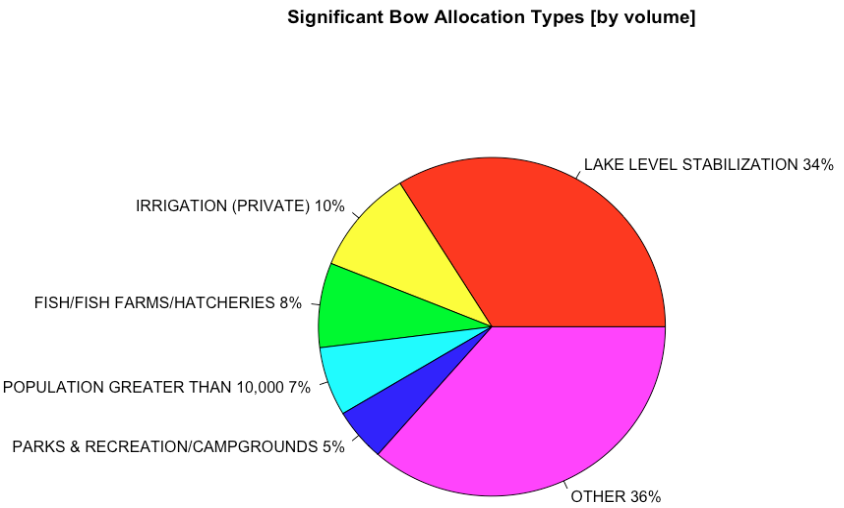 Significant Bow Allocation Types [by volume]
LAKE LEVEL STABILIZATION 34%
IRRIGATION (PRIVATE) 10%
FISH/FISH FARMS/HATCHERIES 8%
POPULATION GREATER THAN 10,000 7%
PARKS & RECREATION/CAMPGROUNDS 5%
OTHER 36%